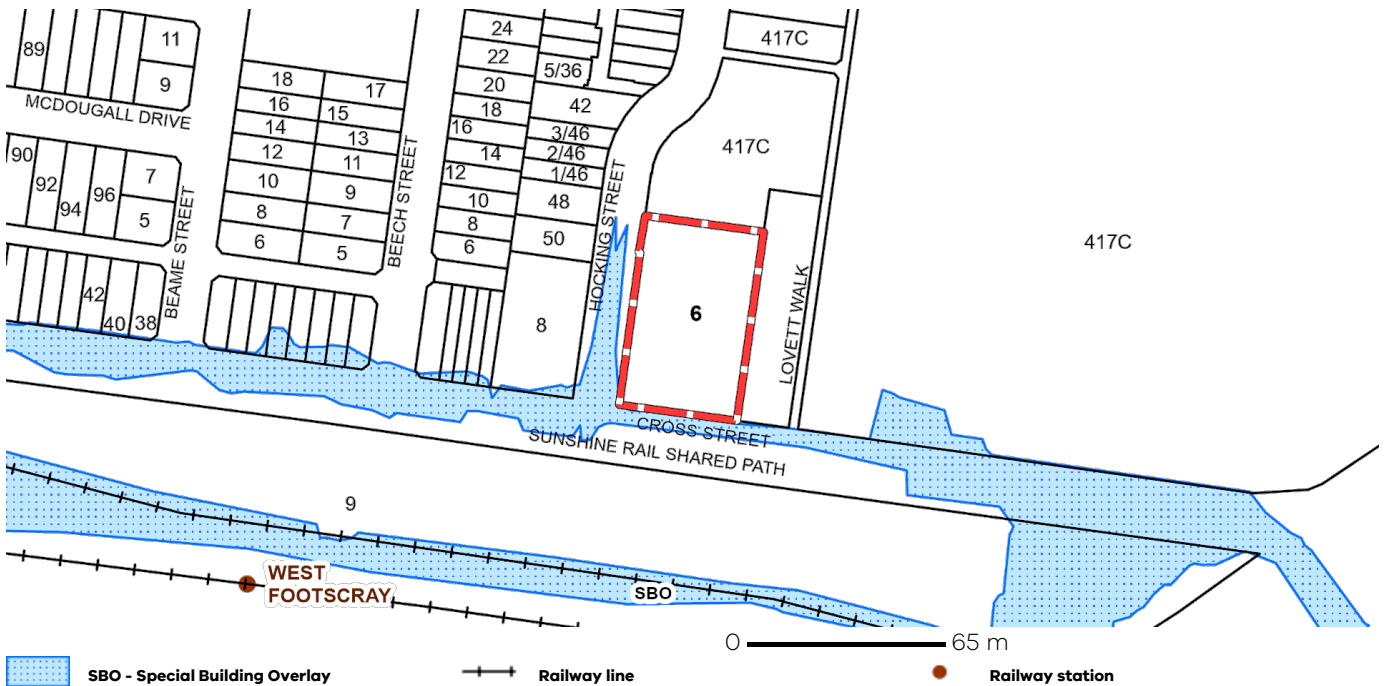 24
417C
11
89
22
5/36
9
18
17
20
42
MCDOUGALL DRIVE
16
15
18
3/46
14
13
16
2/46
417C
90
12
11
14
1/46
92
96
7
10
9
12
48
94
5
8
7
10
50
6
5
8
6
BEAME STREET
BEECH STREET
HOCKING STREET
LOVETT WALK
417C
42
40
38
8
6
CROSS STREET
SUNSHINE RAIL SHARED PATH
9
WEST
FOOTSCRAY
SBO
0 65 m
SBO - Special Building Overlay
Railway line
Railway station